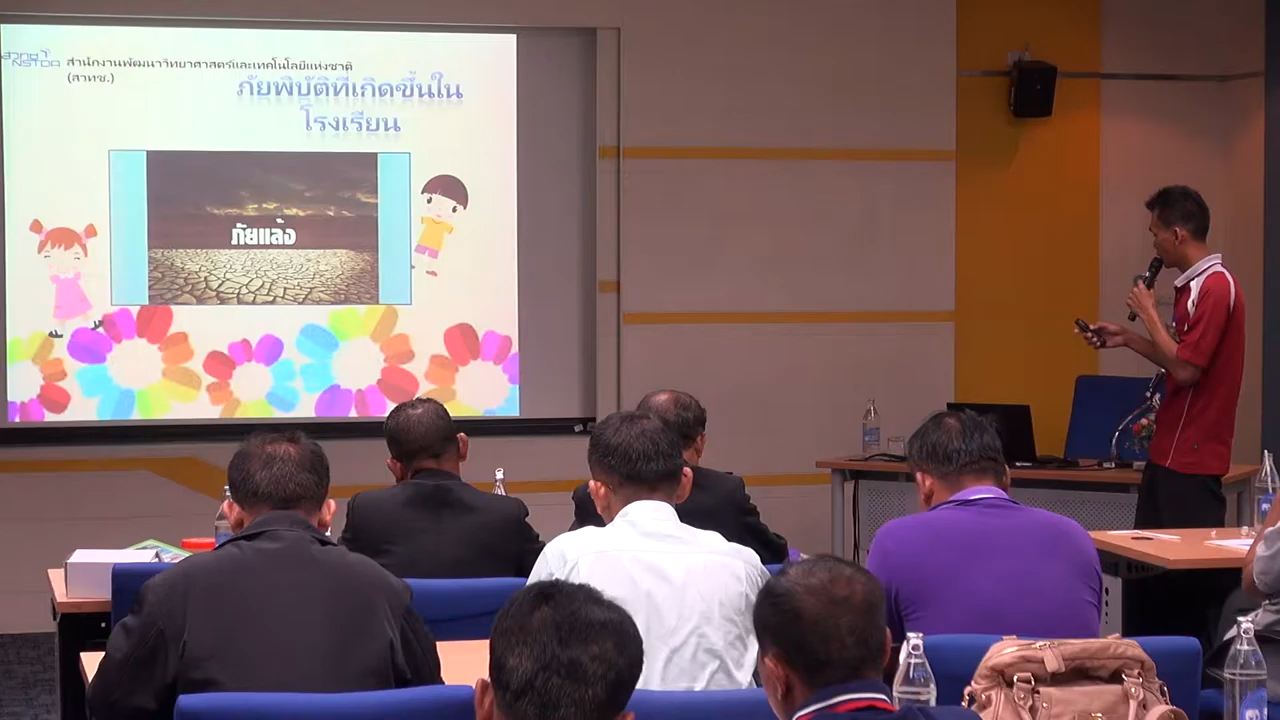 สวทช
NSTDA
สำนักงานพัฒนาวิทยาศาสตร์และเทคโนโลยีแห่งชาติ
(สวทช.)
ภัยพิบัติที่เกิดขึ้นใน
โรงเรียน
ภัยแล้ง